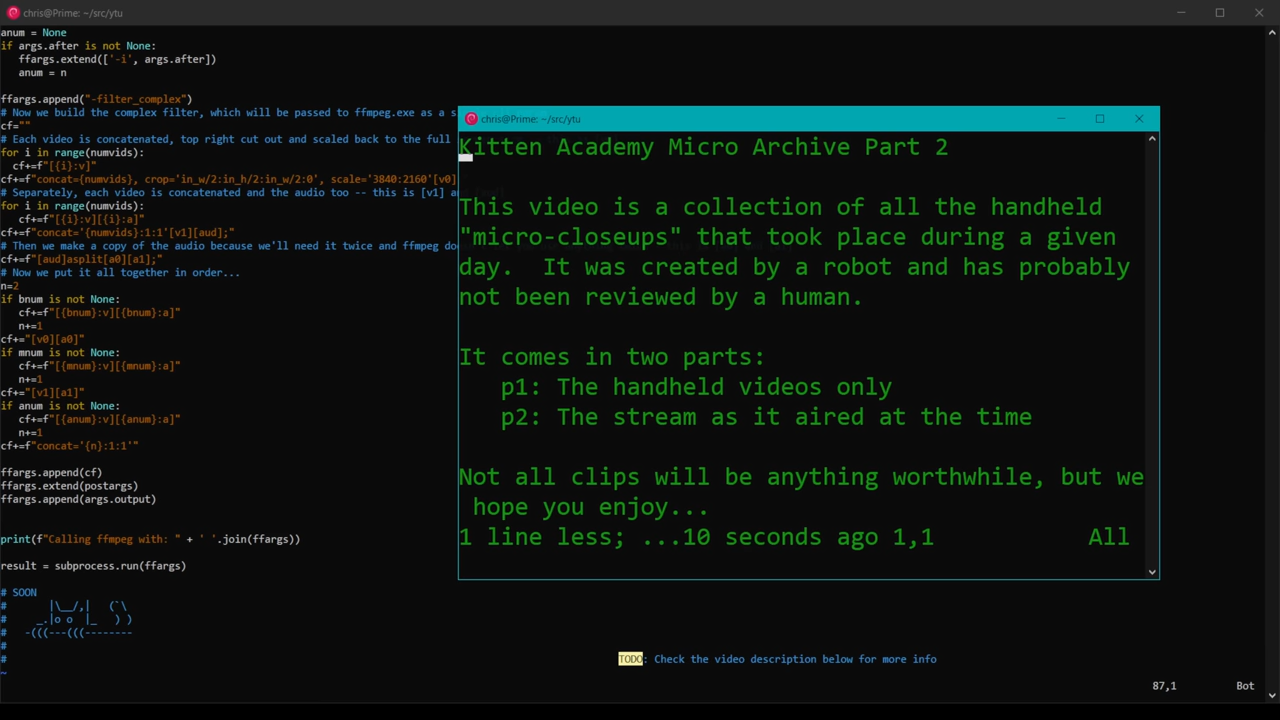 chris@Prime: ~/src/ytu
anum = None
if args.after is not None:
   ffargs.extend(['-i', args.after])
   anum = n
ffargs.append("-filter_complex")
# Now we build the complex filter, which will be passed to ffmpeg.exe as a s
cf=""
# Each video is concatenated, top right cut out and scaled back to the full
for i in range(numvids):
  cf+=f"[{i}:v]"
cf+=f"concat={numvids}, crop='in_w/2:in_h/2:in_w/2:0', scale='3840:2160'[v0]
# Separately, each video is concatenated and the audio too -- this is [v1] a
for i in range(numvids):
   cf+=f"[{i}:v][{i}:a]"
cf+=f"concat='{numvids}:1:1'[v1][aud];"
# Then we make a copy of the audio because we'll need it twice and ffmpeg do
cf+=f"[aud]asplit[a0][a1];"
# Now we put it all together in order...
n=2
if bnum is not None:
   cf+=f"[{bnum}:v][{bnum}:a]"
   n+=1
cf+="[v0][a0]"
if mnum is not None:
   cf+=f"[{mnum}:v][{mnum}:a]"
   n+=1
cf+="[v1][a1]"
if anum is not None:
   cf+=f"[{anum}:v][{anum}:a]"
   n+=1
cf+=f"concat='{n}:1:1'"
ffargs.append(cf)
ffargs.extend(postargs)
ffargs.append(args.output)
print(f"Calling ffmpeg with: " + ' '.join(ffargs))
result = subprocess.run(ffargs)
# SOON
#       |\__/,|   (`\
#     _.|o o  |_   ) )
#   -(((---(((--------
#
#
~
chris@Prime: ~/src/ytu
Kitten Academy Micro Archive Part 2
This video is a collection of all the handheld
"micro-closeups" that took place during a given
day.  It was created by a robot and has probably
not been reviewed by a human.
It comes in two parts:
   p1: The handheld videos only
   p2: The stream as it aired at the time
Not all clips will be anything worthwhile, but we
 hope you enjoy...
1 line less; ...10 seconds ago 1,1           All
TODO: Check the video description below for more info
87,1         Bot